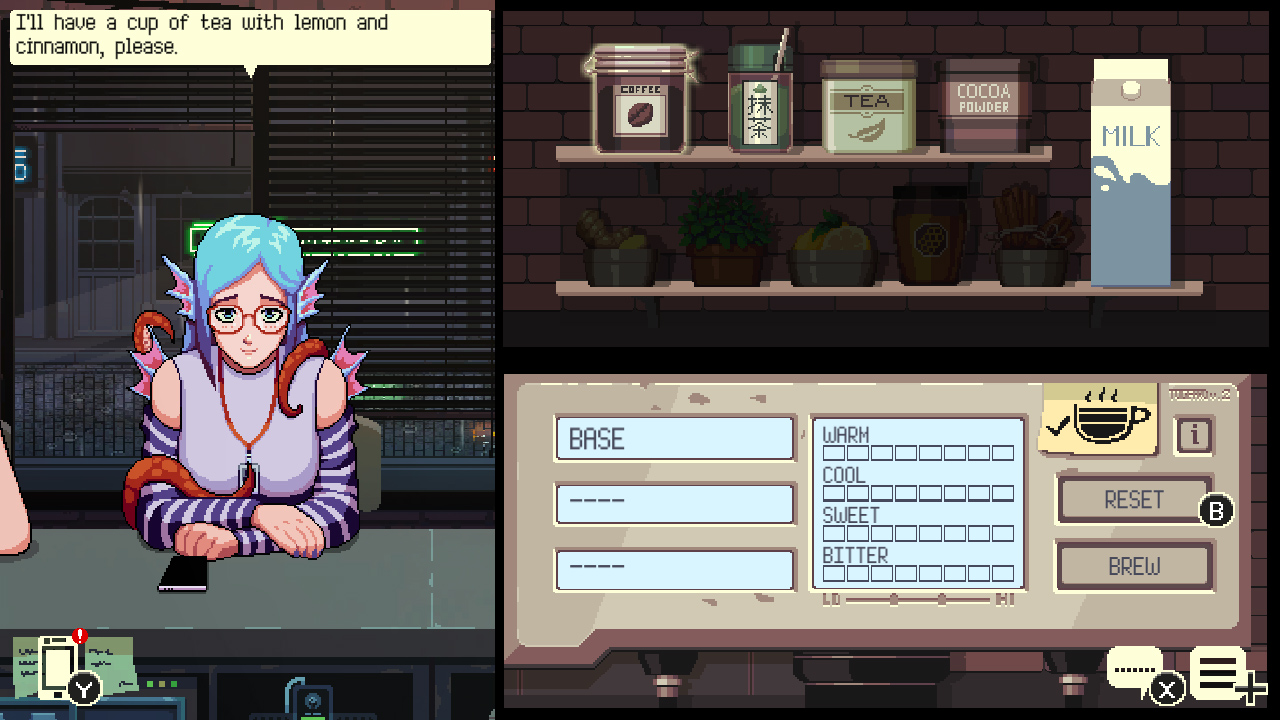 I'll have a cup of tea with lemon and
cinnamon, please.
COFFEE
抹
茶
TEA
COCOA
POWDER
MILK
BASE
----
----
WARM
COOL
SWEET
BITTER
LO
HI
i
RESET
B
BREW
!
Y
X